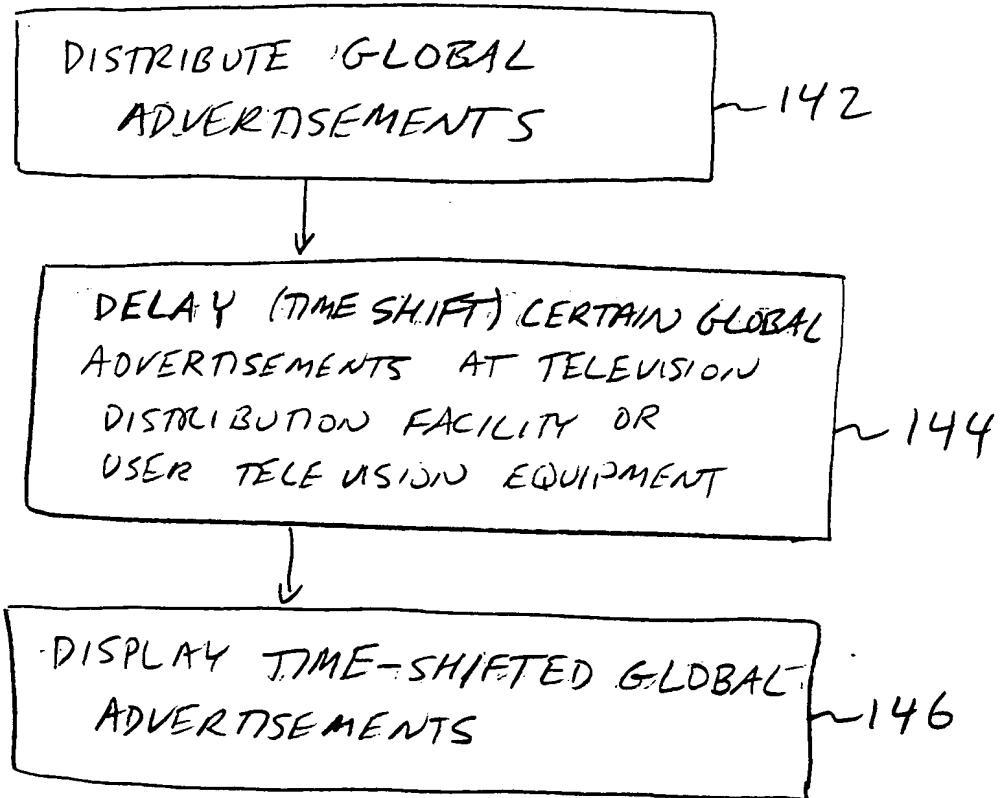 DISTRIBUTE GLOBAL
ADVERTISEMENTS
142
DELAY (TIME SHIFT) CERTAIN GLOBAL
ADVERTISEMENTS AT TELEVISION
DISTRIBUTION FACILITY OR
USER TELEVISION EQUIPMENT
144
DISPLAY TIME-SHIFTED GLOBAL
ADVERTISEMENTS
146